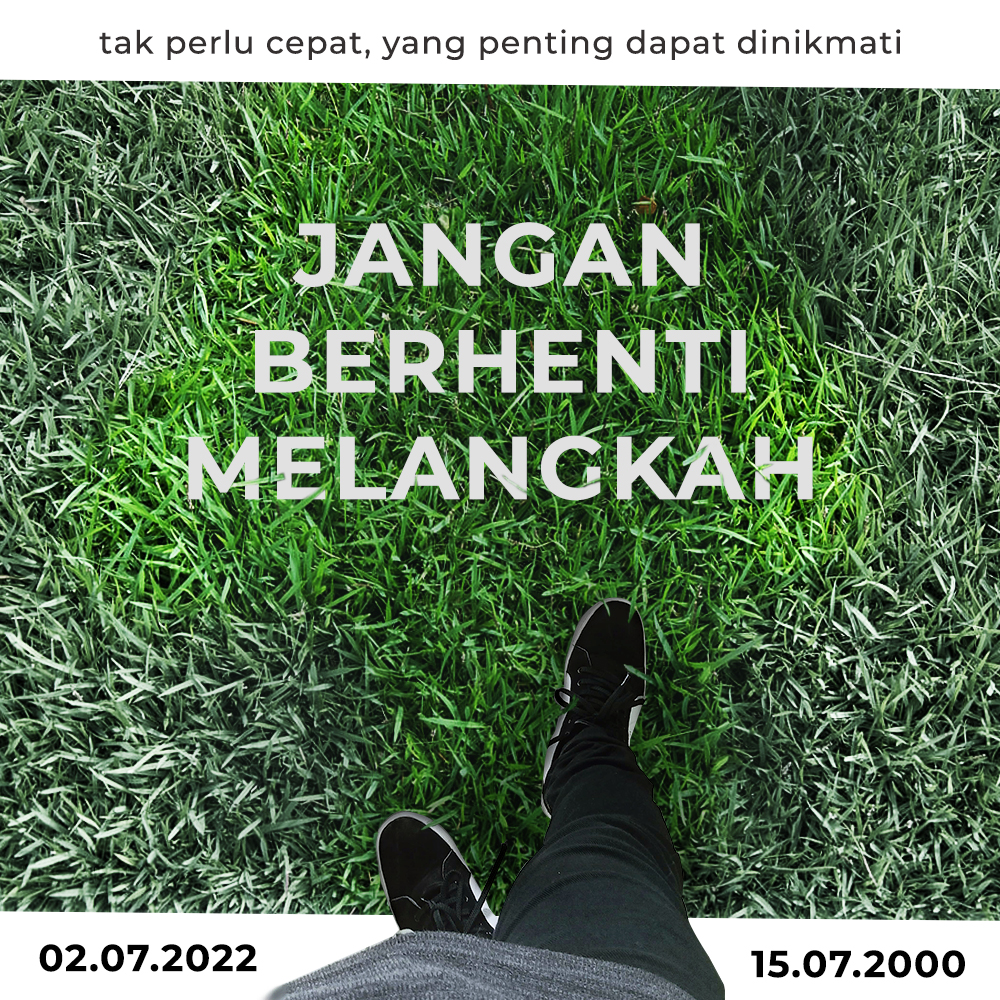 tak perlu cepat, yang penting dapat dinikmati
JANGAN
BERHENTI
MELANGKAH
02.07.2022
15.07.2000